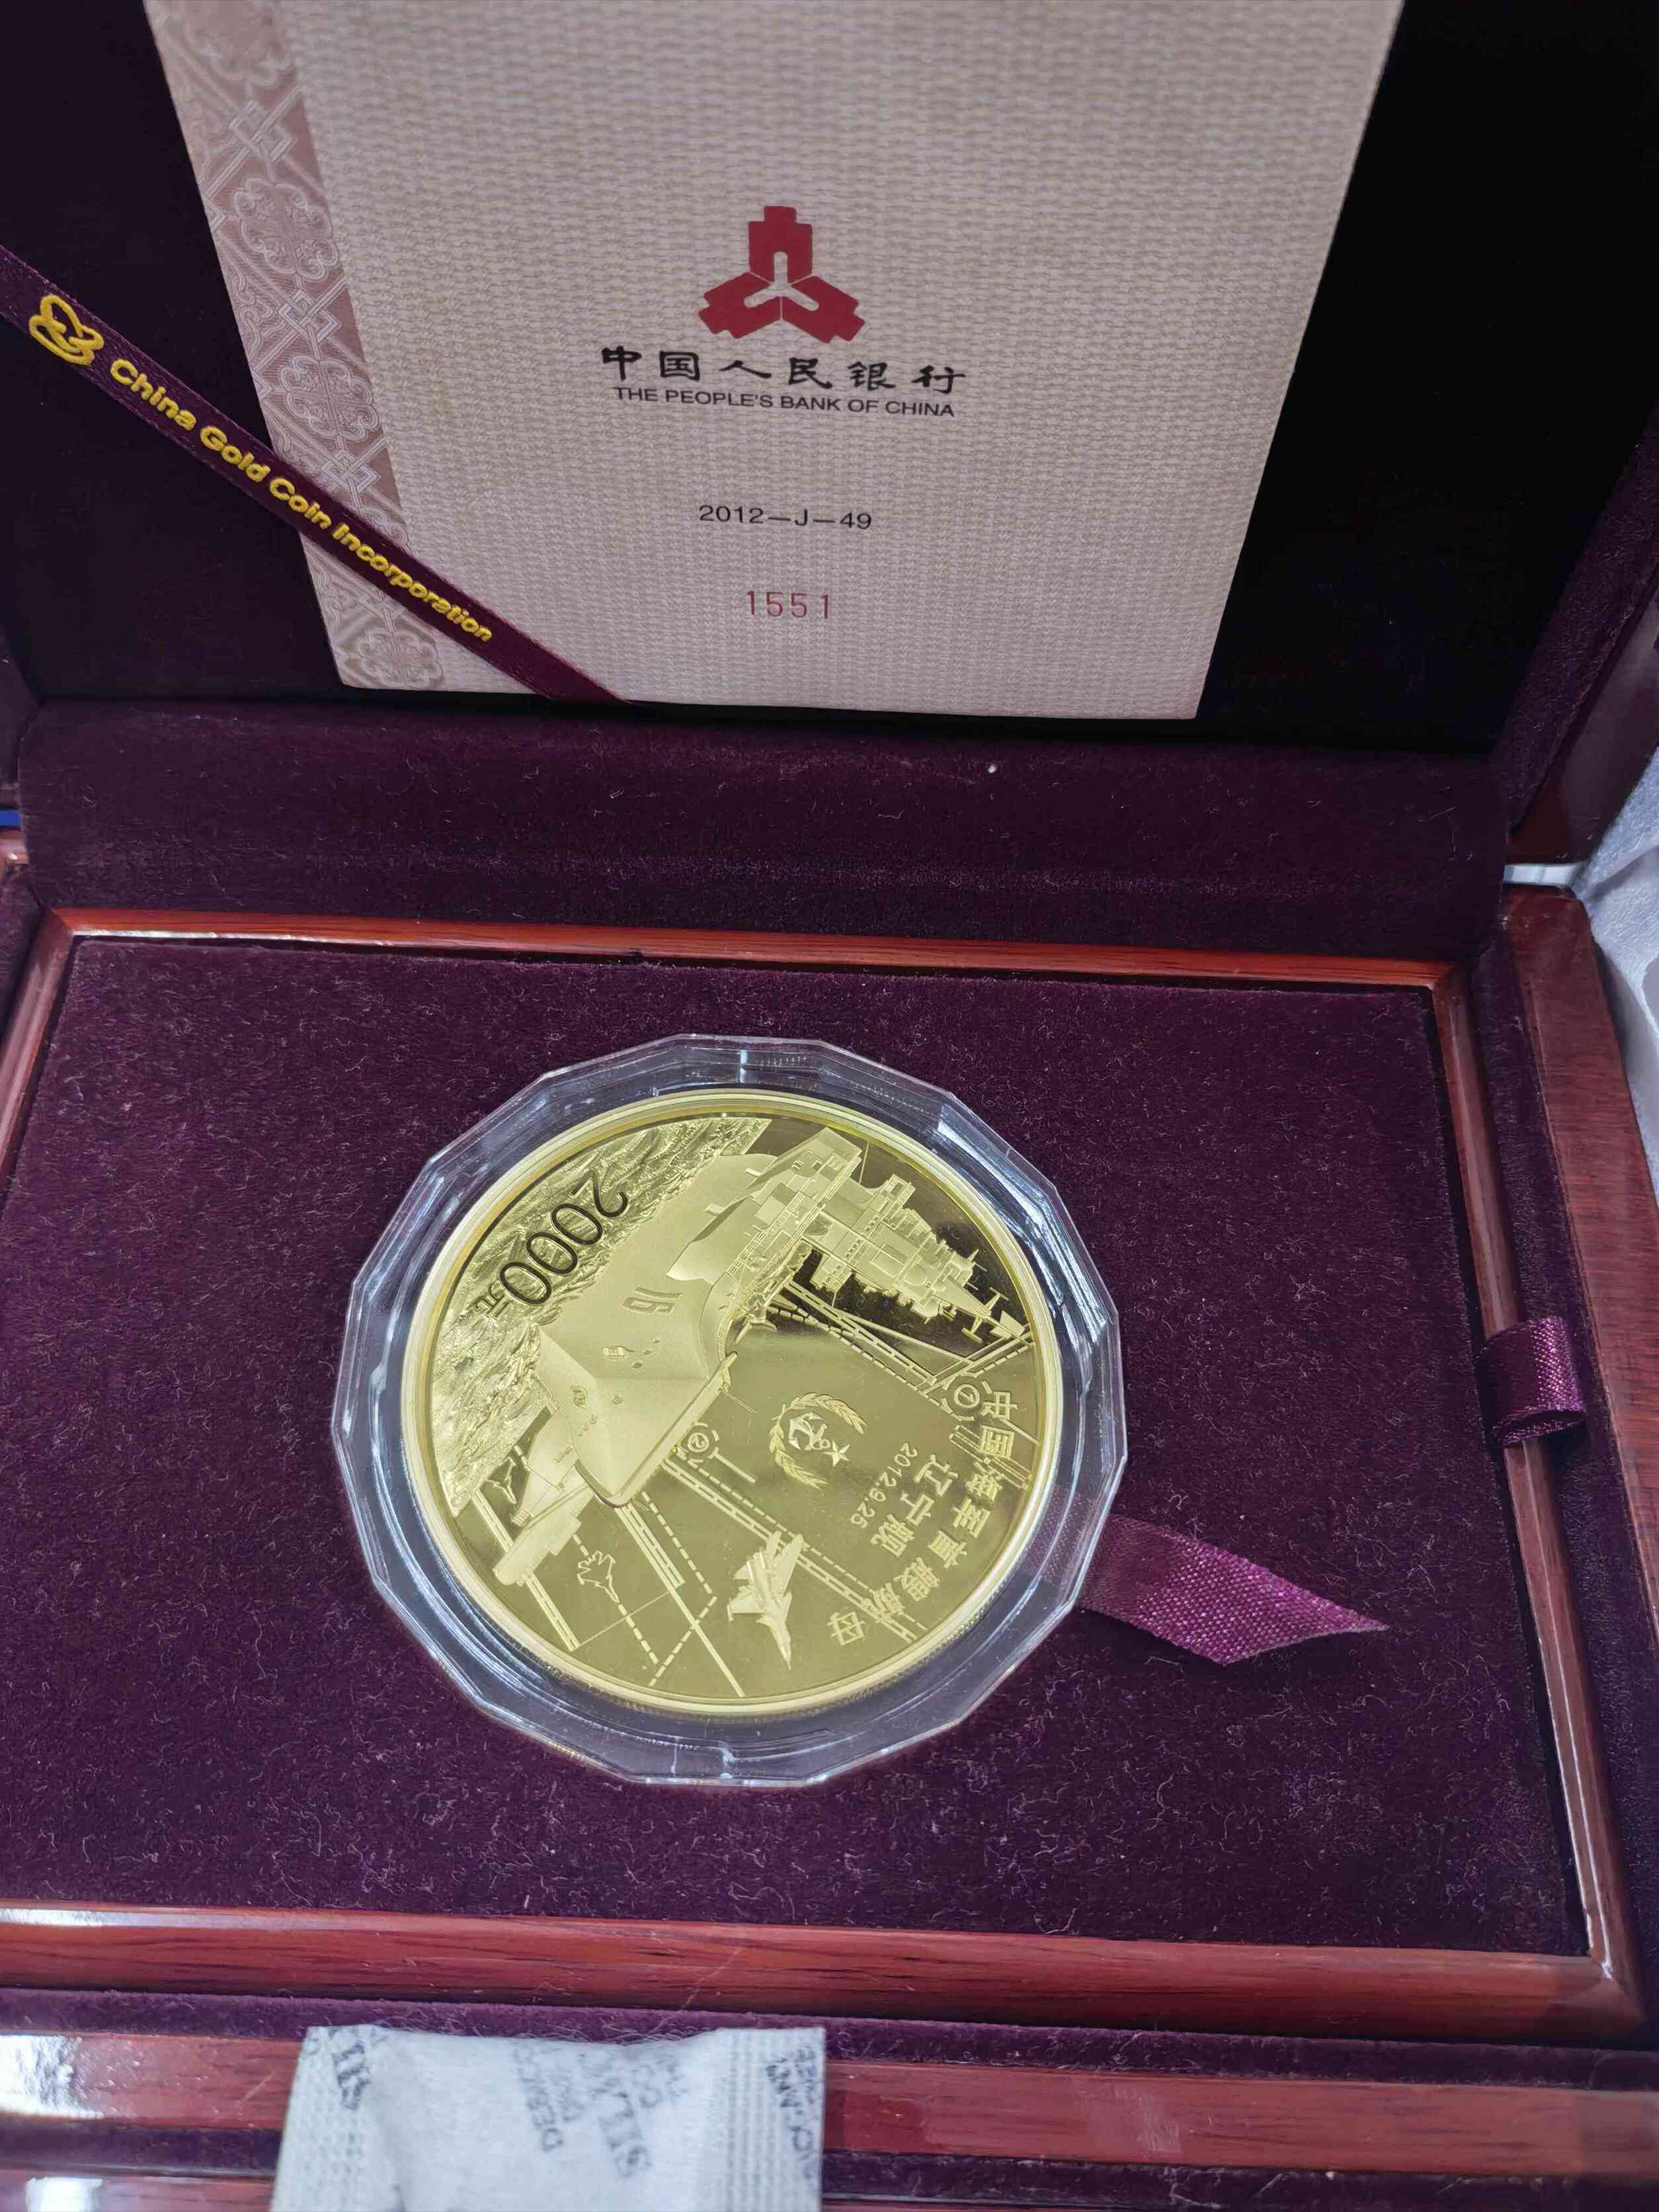 中国人民银行
THE PEOPLE'S BANK OF CHINA
2012—J—49
1551
China Gold Coin Incorporation
中国海军首艘航母
辽宁舰
2012.9.25
①
②
16
2000元